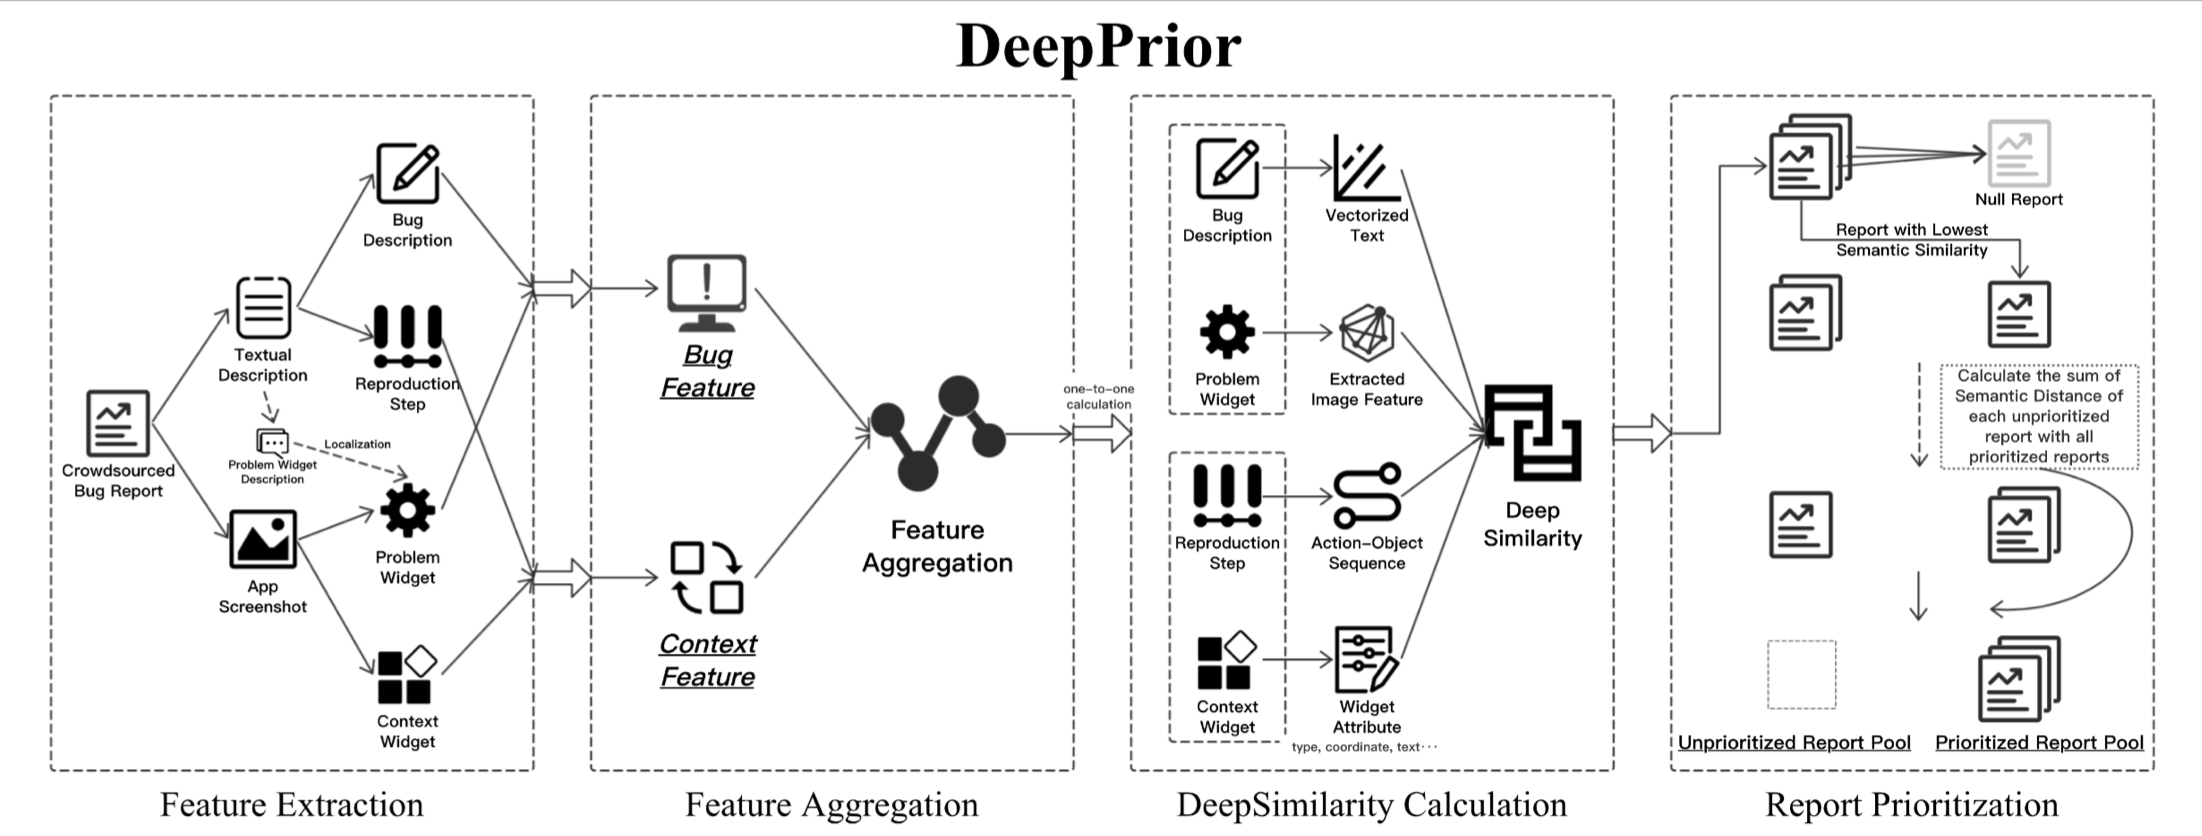 DeepPrior
Bug
Description
Textual
Description
Reproduction
Step
Crowdsourced
Bug Report
Localization
Problem Widget
Description
App
Screenshot
Problem
Widget
Context
Widget
Feature Extraction
Bug
Feature
Context
Feature
Feature
Aggregation
Feature Aggregation
one-to-one
calculation
Bug
Description
Vectorized
Text
Problem
Widget
Extracted
Image Feature
Reproduction
Step
Action-Object
Sequence
Context
Widget
Widget
Attribute
type, coordinate, text···
Deep
Similarity
DeepSimilarity Calculation
Null Report
Report with Lowest
Semantic Similarity
Calculate the sum of
Semantic Distance of
each unprioritized
report with all
prioritized reports
Unprioritized Report Pool
Prioritized Report Pool
Report Prioritization